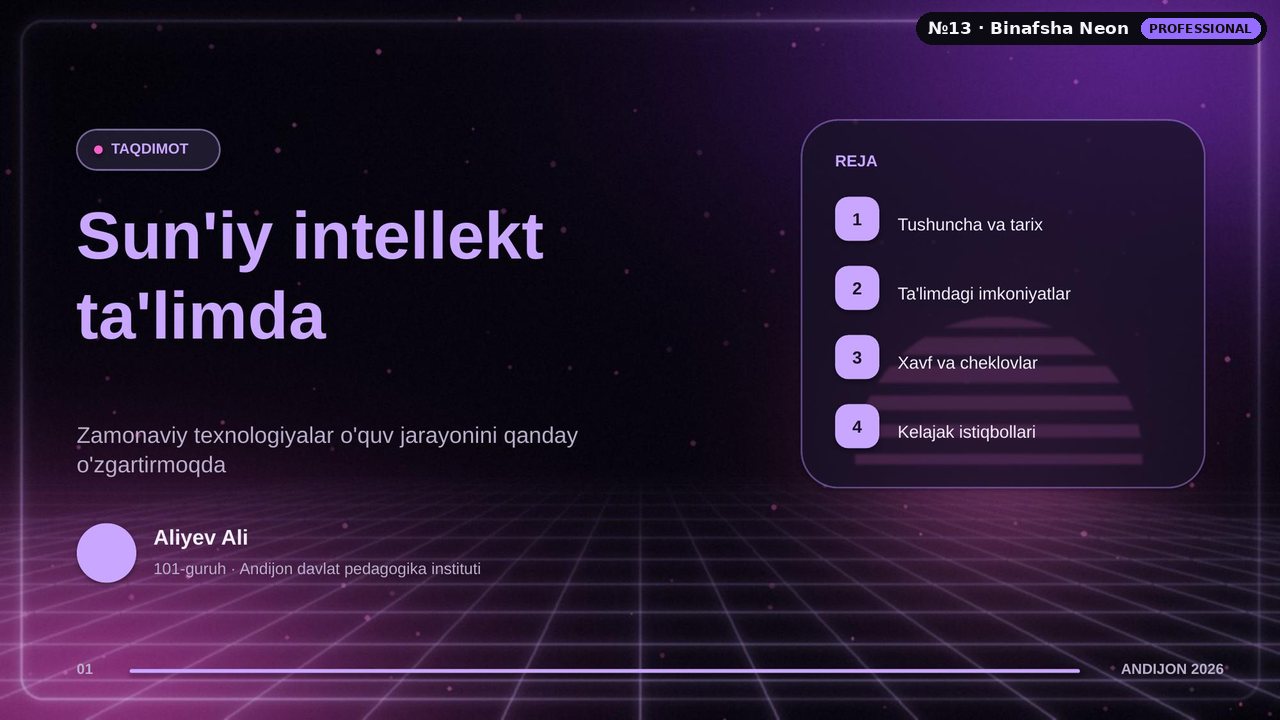 №13 · Binafsha Neon PROFESSIONAL
TAQDIMOT
Sun'iy intellekt
ta'limda
Zamonaviy texnologiyalar o'quv jarayonini qanday
o'zgartirmoqda
Aliyev Ali
101-guruh · Andijon davlat pedagogika instituti
REJA
1 Tushuncha va tarix
2 Ta'limdagi imkoniyatlar
3 Xavf va cheklovlar
4 Kelajak istiqbollari
01
ANDIJON 2026